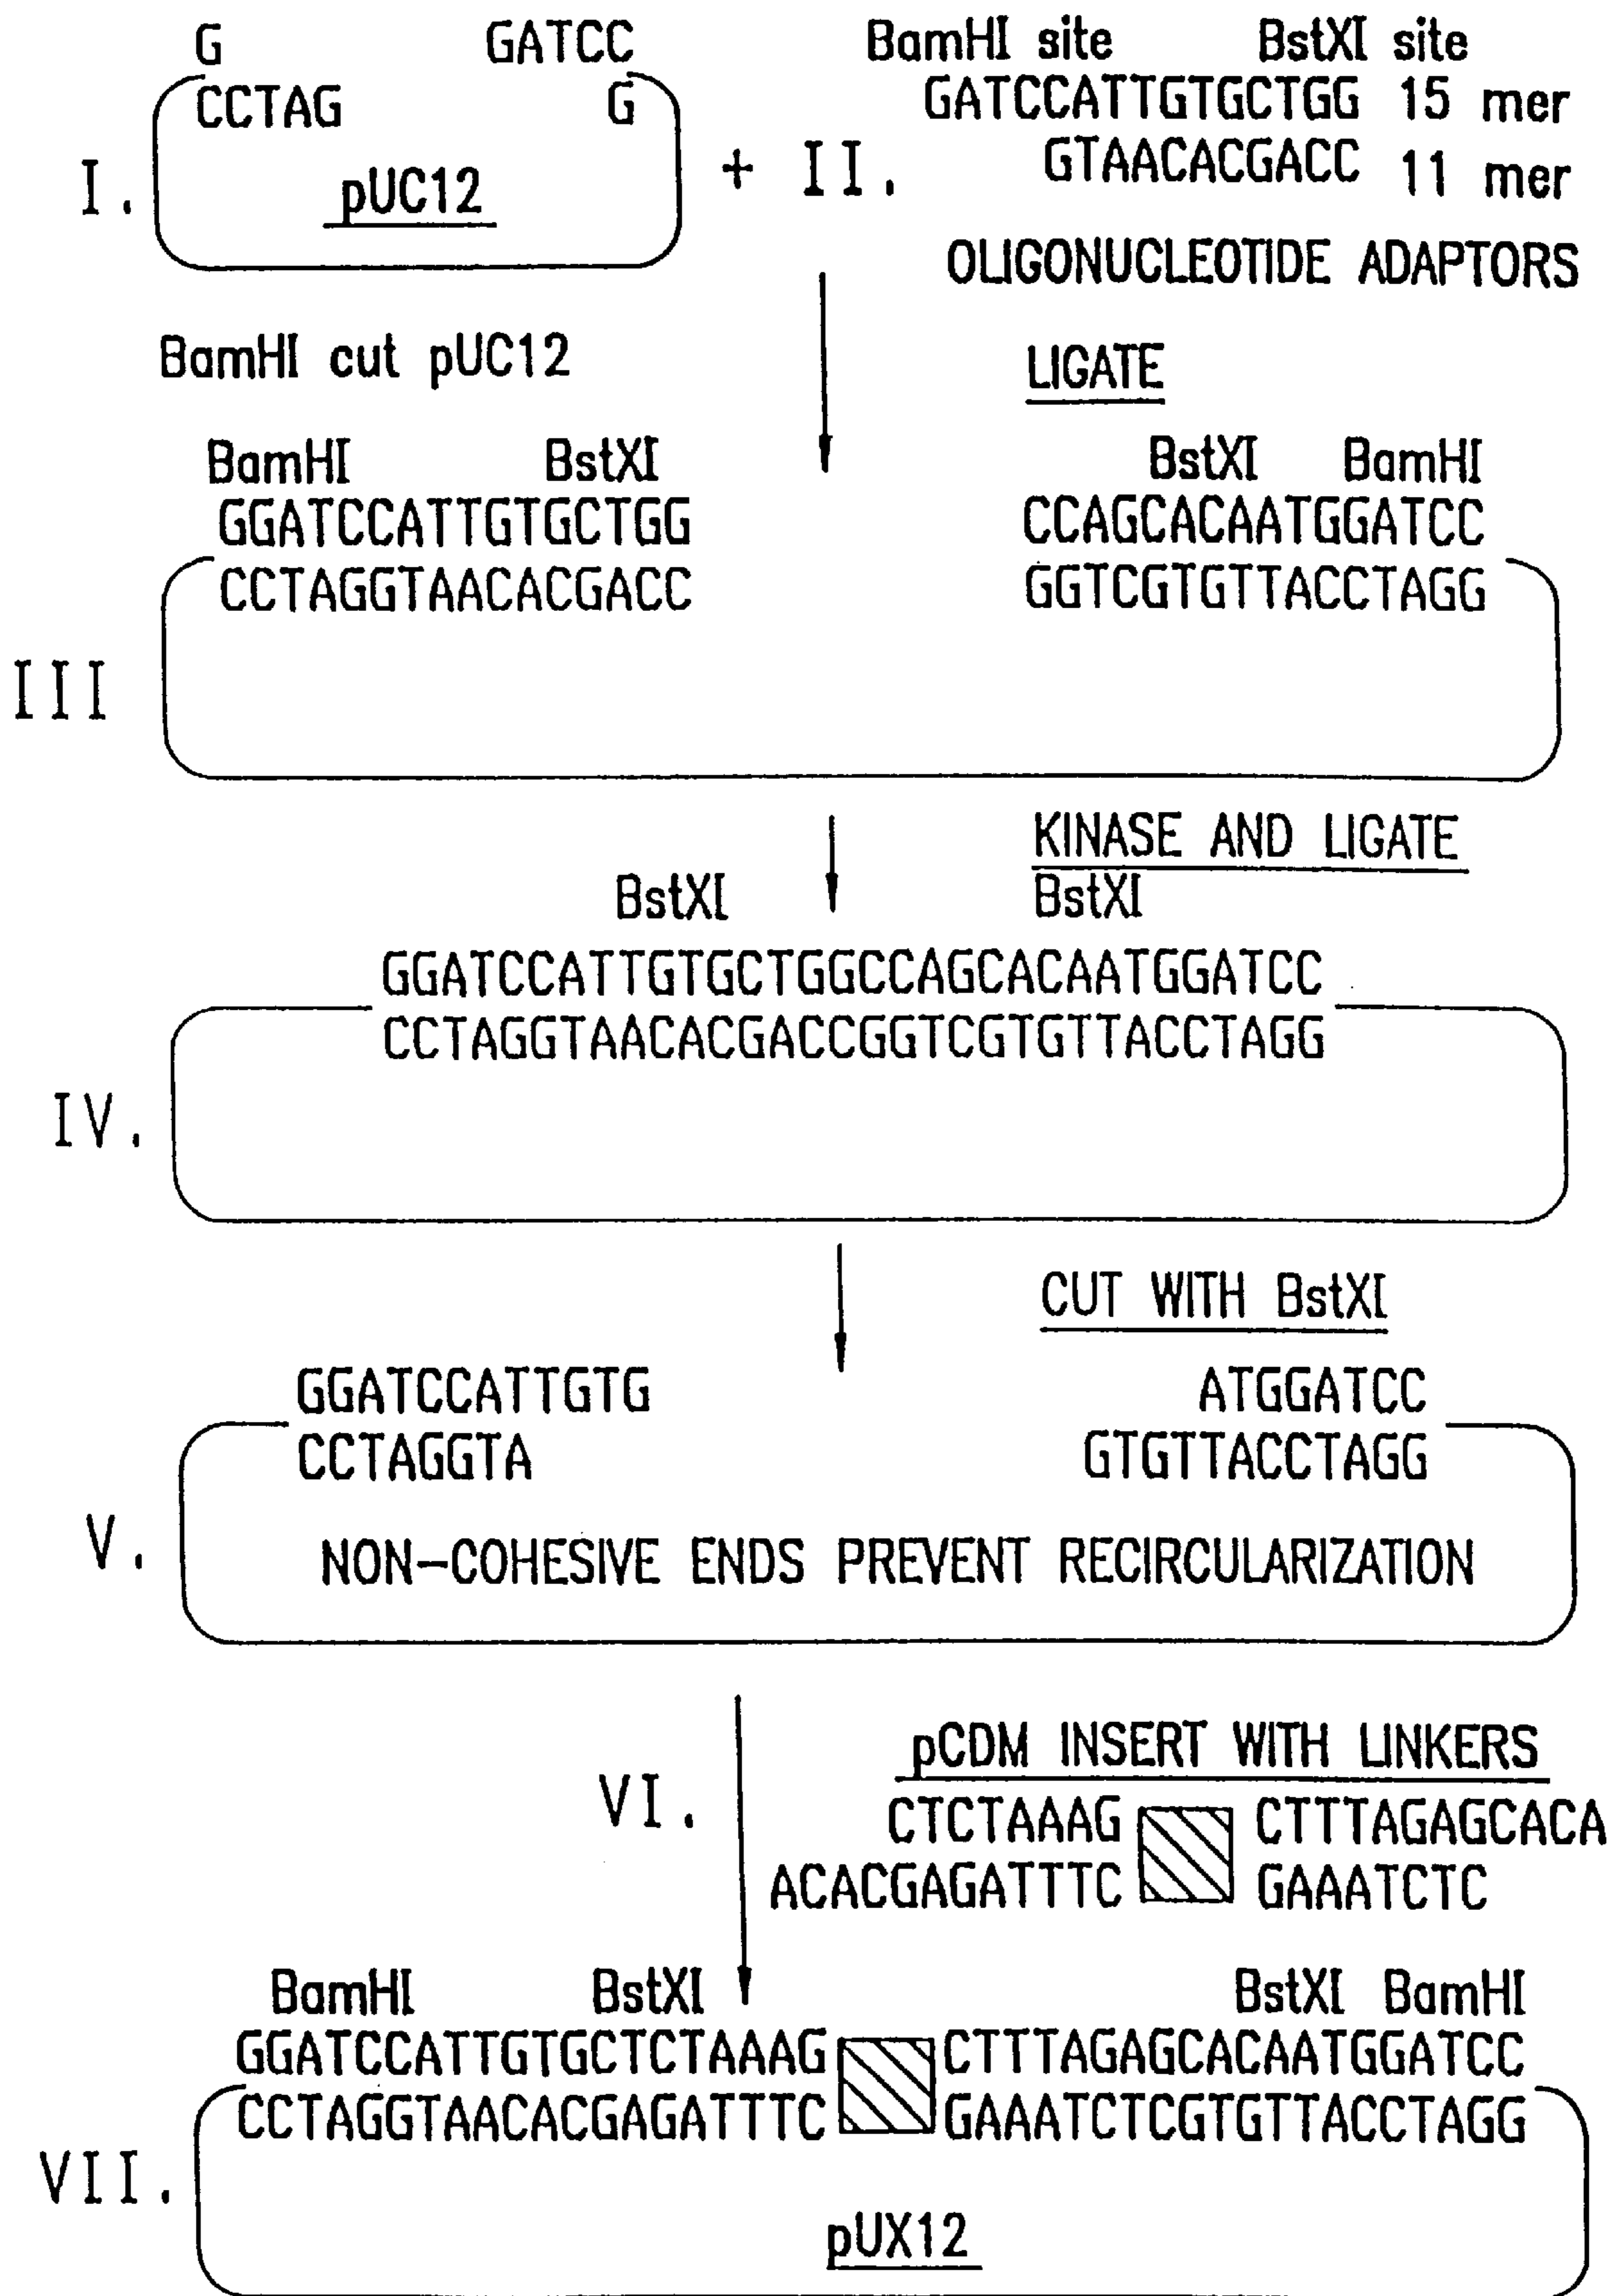 G GATCC
CCTAG G
I. pUC12
+ II.
BamHI site BstXI site
GATCCATTGTGCTGG 15 mer
GTAACACGACC 11 mer
OLIGONUCLEOTIDE ADAPTORS
BamHI cut pUC12
LIGATE
BamHI BstXI BstXI BamHI
GGATCCATTGTGCTGG CCAGCACAATGGATCC
CCTAGGTAACACGACC GGTCGTGTTACCTAGG
III
KINASE AND LIGATE
BstXI BstXI
GGATCCATTGTGCTGGCCAGCACAATGGATCC
CCTAGGTAACACGACCGGTCGTGTTACCTAGG
IV.
CUT WITH BstXI
GGATCCATTGTG ATGGATCC
CCTAGGTA GTGTTACCTAGG
V. NON-COHESIVE ENDS PREVENT RECIRCULARIZATION
pCDM INSERT WITH LINKERS
VI. CTCTAAAG CTTTAGAGCACA
ACACGAGATTTC GAAATCTC
BamHI BstXI BstXI BamHI
GGATCCATTGTGCTCTAAAG CTTTAGAGCACAATGGATCC
CCTAGGTAACACGAGATTTC GAAATCTCGTGTTACCTAGG
VII.
pUX12